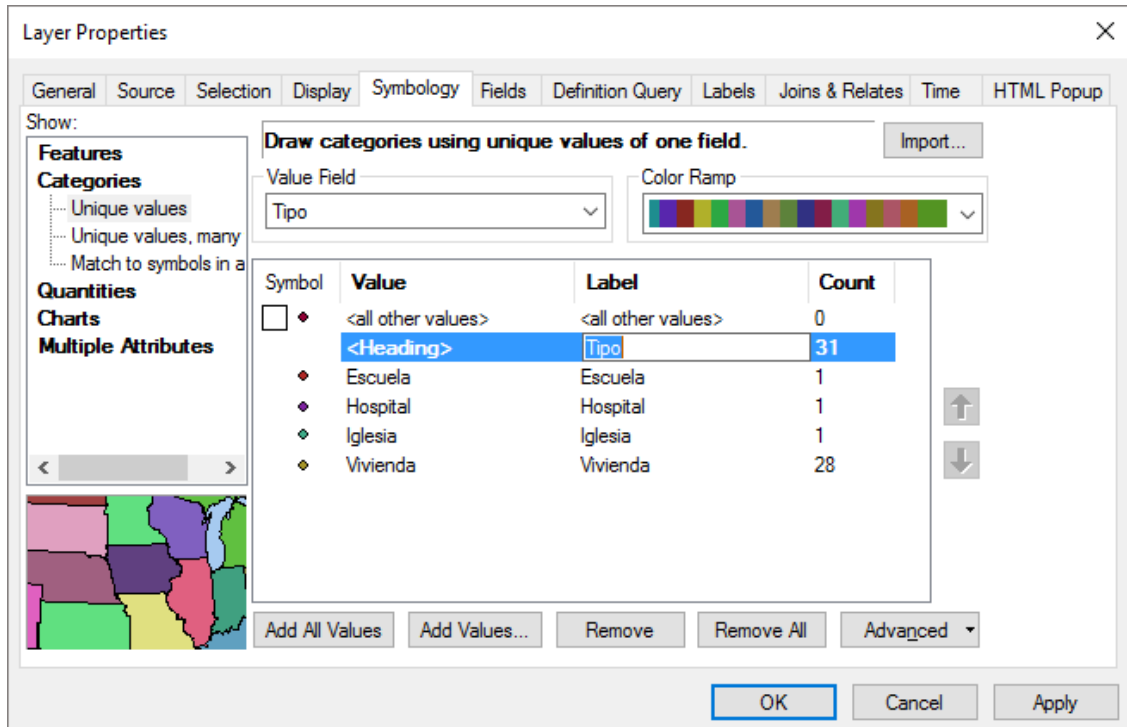 Layer Properties
General Source Selection Display Symbology Fields Definition Query Labels Joins & Relates Time HTML Popup
Show:
Features
Categories
Unique values
Unique values, many
Match to symbols in a
Quantities
Charts
Multiple Attributes
Draw categories using unique values of one field.
Import...
Value Field
Tipo
Color Ramp
Symbol Value Label Count
<all other values> <all other values> 0
<Heading> Tipo 31
Escuela Escuela 1
Hospital Hospital 1
Iglesia Iglesia 1
Vivienda Vivienda 28
Add All Values Add Values... Remove Remove All Advanced
OK Cancel Apply